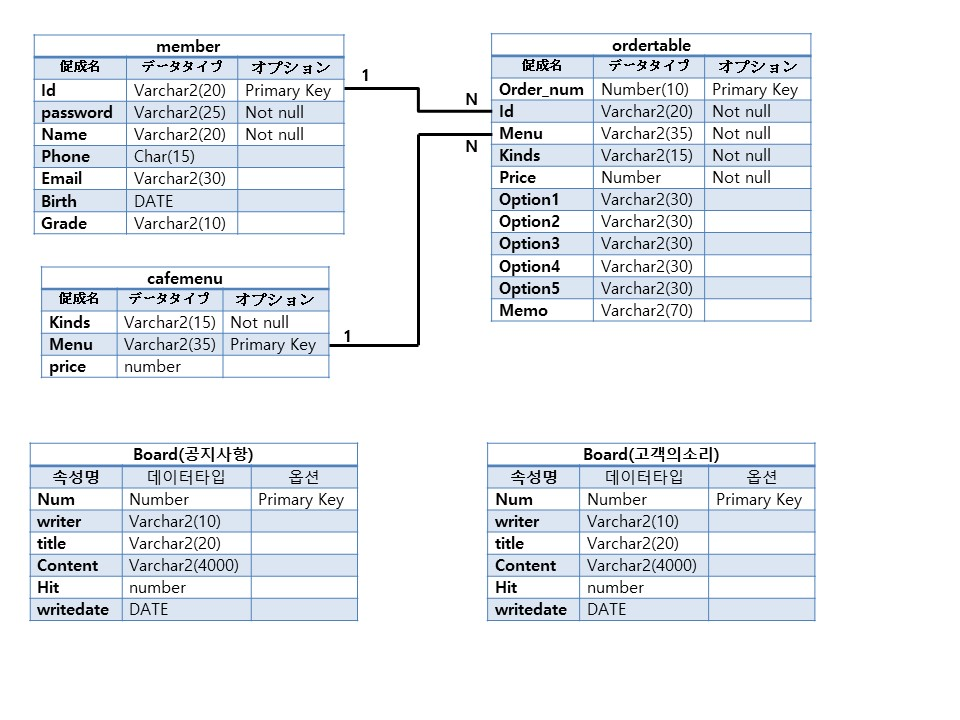 member
促成名 データタイプ オプション
Id Varchar2(20) Primary Key
password Varchar2(25) Not null
Name Varchar2(20) Not null
Phone Char(15)
Email Varchar2(30)
Birth DATE
Grade Varchar2(10)
1
N
N
ordertable
促成名 データタイプ オプション
Order_num Number(10) Primary Key
Id Varchar2(20) Not null
Menu Varchar2(35) Not null
Kinds Varchar2(15) Not null
Price Number Not null
Option1 Varchar2(30)
Option2 Varchar2(30)
Option3 Varchar2(30)
Option4 Varchar2(30)
Option5 Varchar2(30)
Memo Varchar2(70)
cafemenu
促成名 データタイプ オプション
Kinds Varchar2(15) Not null
Menu Varchar2(35) Primary Key
price number
1
Board(공지사항)
속성명 데이터타입 옵션
Num Number Primary Key
writer Varchar2(10)
title Varchar2(20)
Content Varchar2(4000)
Hit number
writedate DATE
Board(고객의소리)
속성명 데이터타입 옵션
Num Number Primary Key
writer Varchar2(10)
title Varchar2(20)
Content Varchar2(4000)
Hit number
writedate DATE